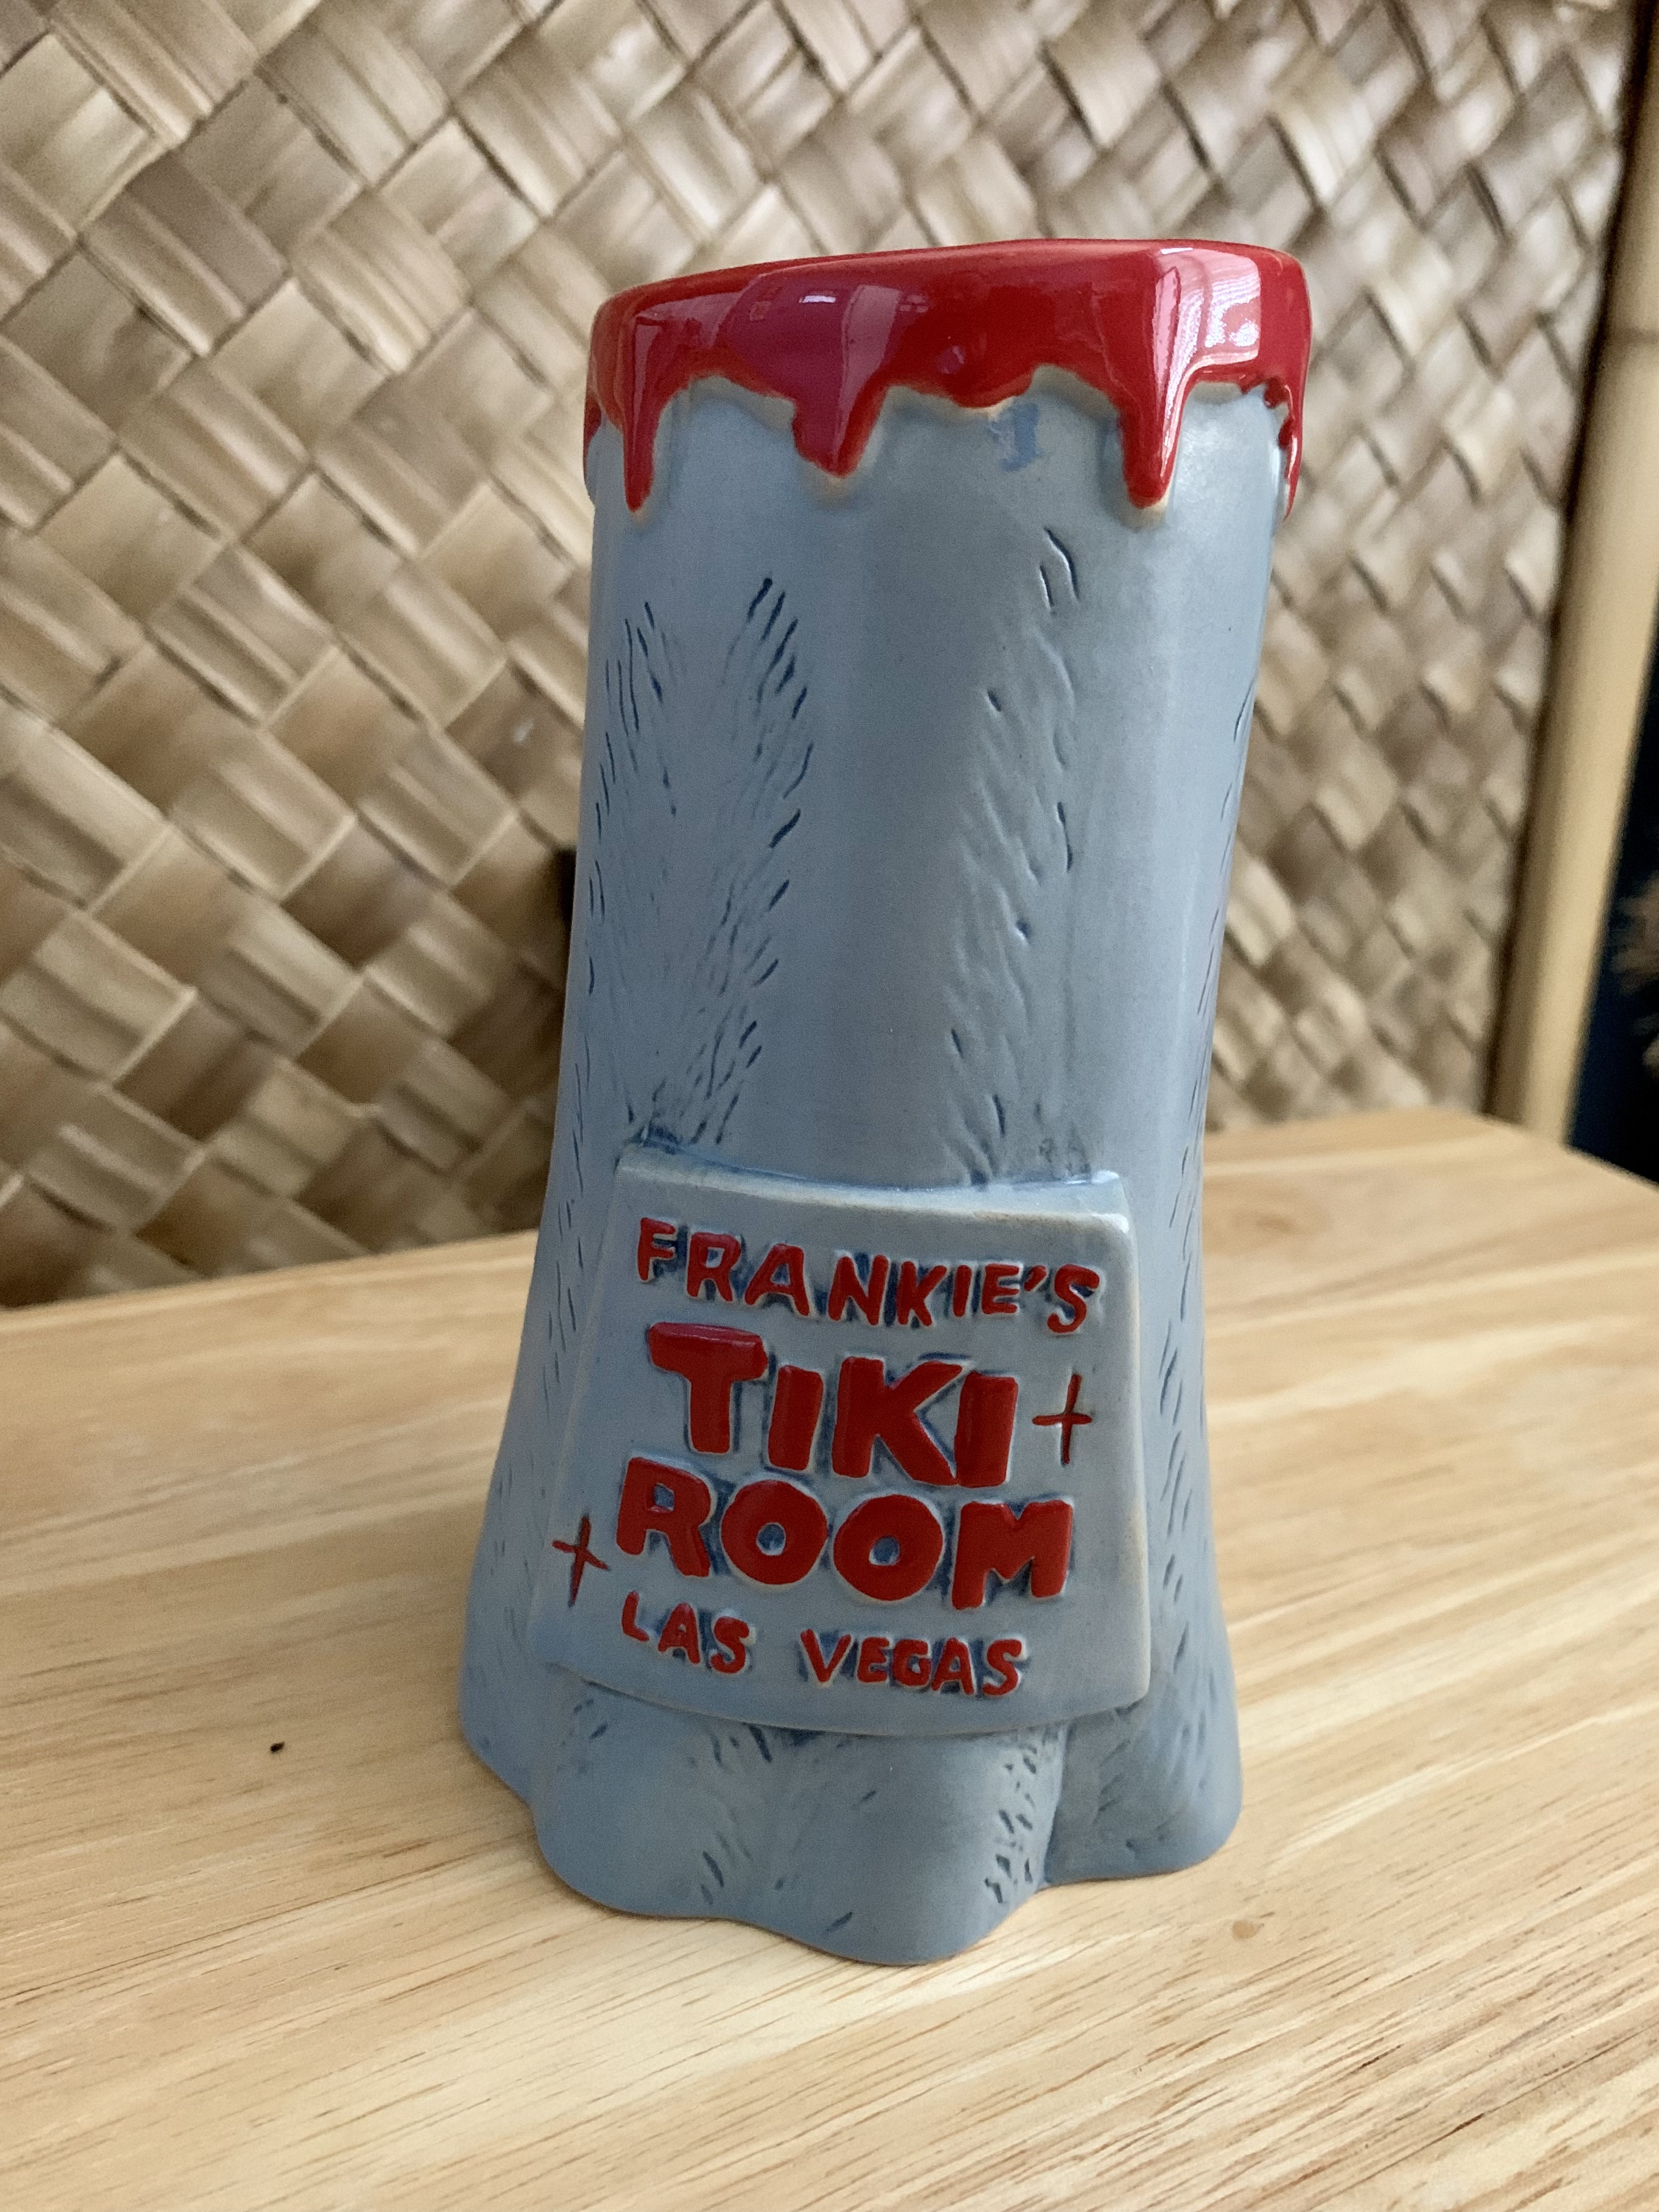 FRANKIE'S
TiKi
ROOM
LAS VEGAS